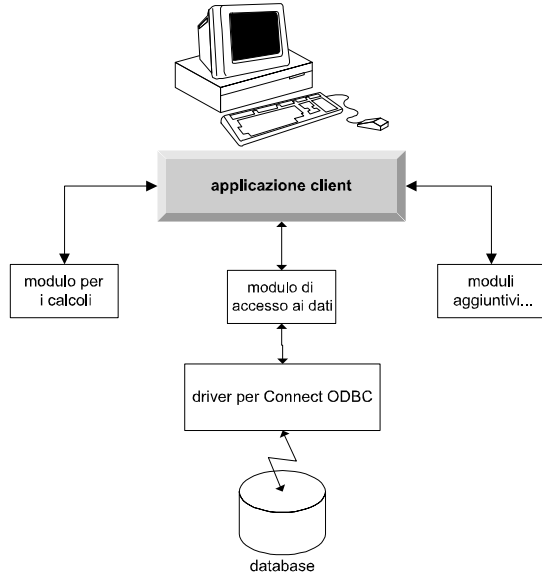 applicazione client
modulo per
i calcoli
modulo di
accesso ai dati
moduli
aggiuntivi...
driver per Connect ODBC
database